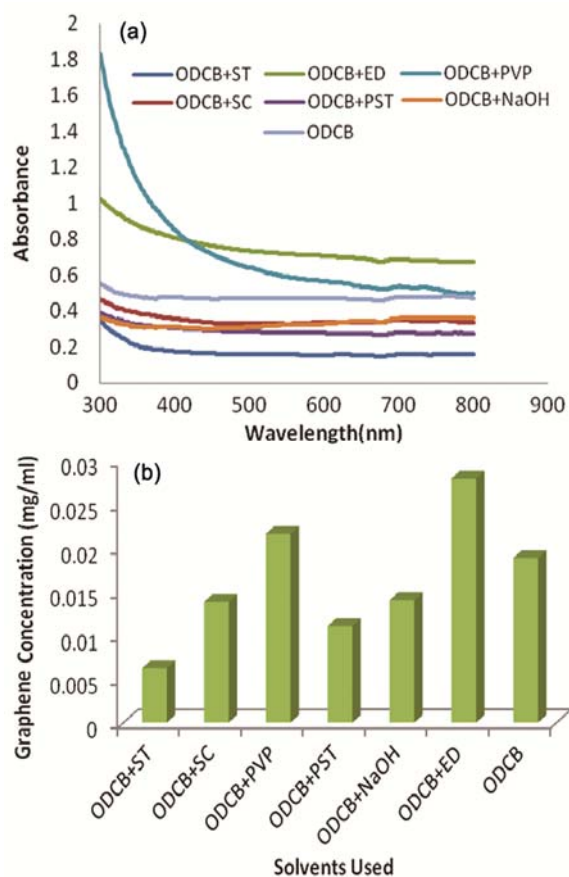 (a)
2
1.8
1.6
1.4
1.2
1
0.8
0.6
0.4
0.2
0
Absorbance
ODCB+ST ODCB+ED ODCB+PVP
ODCB+SC ODCB+PST ODCB+NaOH
ODCB
300 400 500 600 700 800 900
Wavelength(nm)
(b)
0.03
0.025
0.02
0.015
0.01
0.005
0
Graphene Concentration (mg/ml)
ODCB+ST
ODCB+SC
ODCB+PVP
ODCB+PST
ODCB+NaOH
ODCB+ED
ODCB
Solvents Used